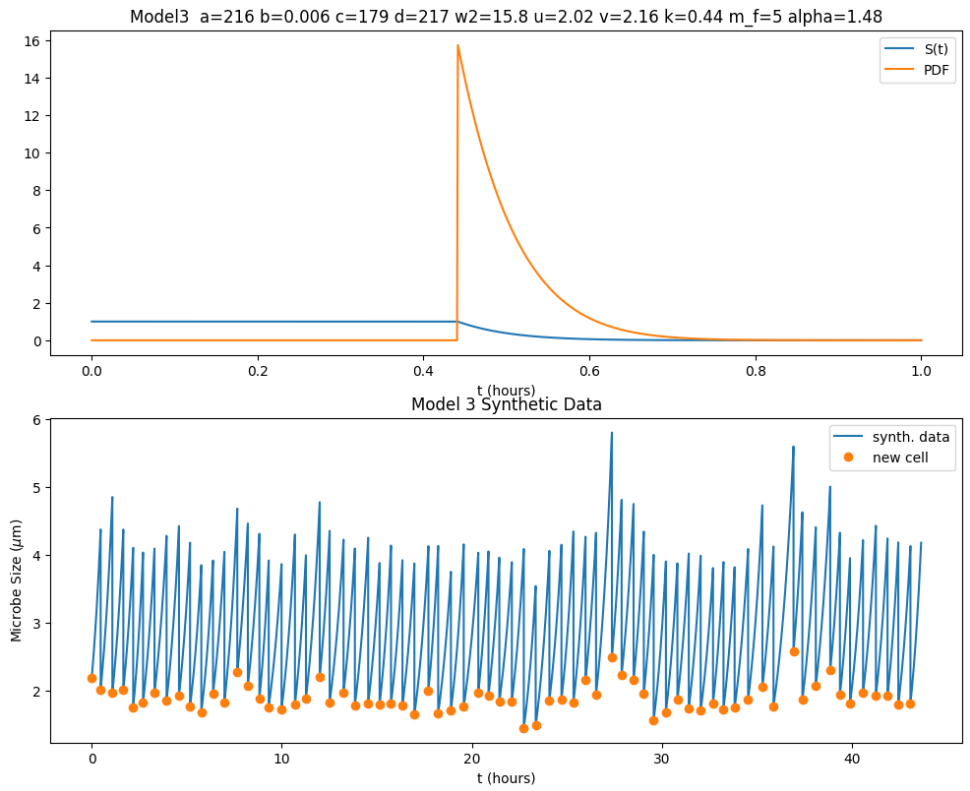 Model3  a=216 b=0.006 c=179 d=217 w2=15.8 u=2.02 v=2.16 k=0.44 m_f=5 alpha=1.48
16
14
12
10
8
6
4
2
0
S(t)
PDF
0.0 0.2 0.4 0.6 0.8 1.0
t (hours)
Model 3 Synthetic Data
Microbe Size (μm)
6
5
4
3
2
synth. data
new cell
0 10 20 30 40
t (hours)